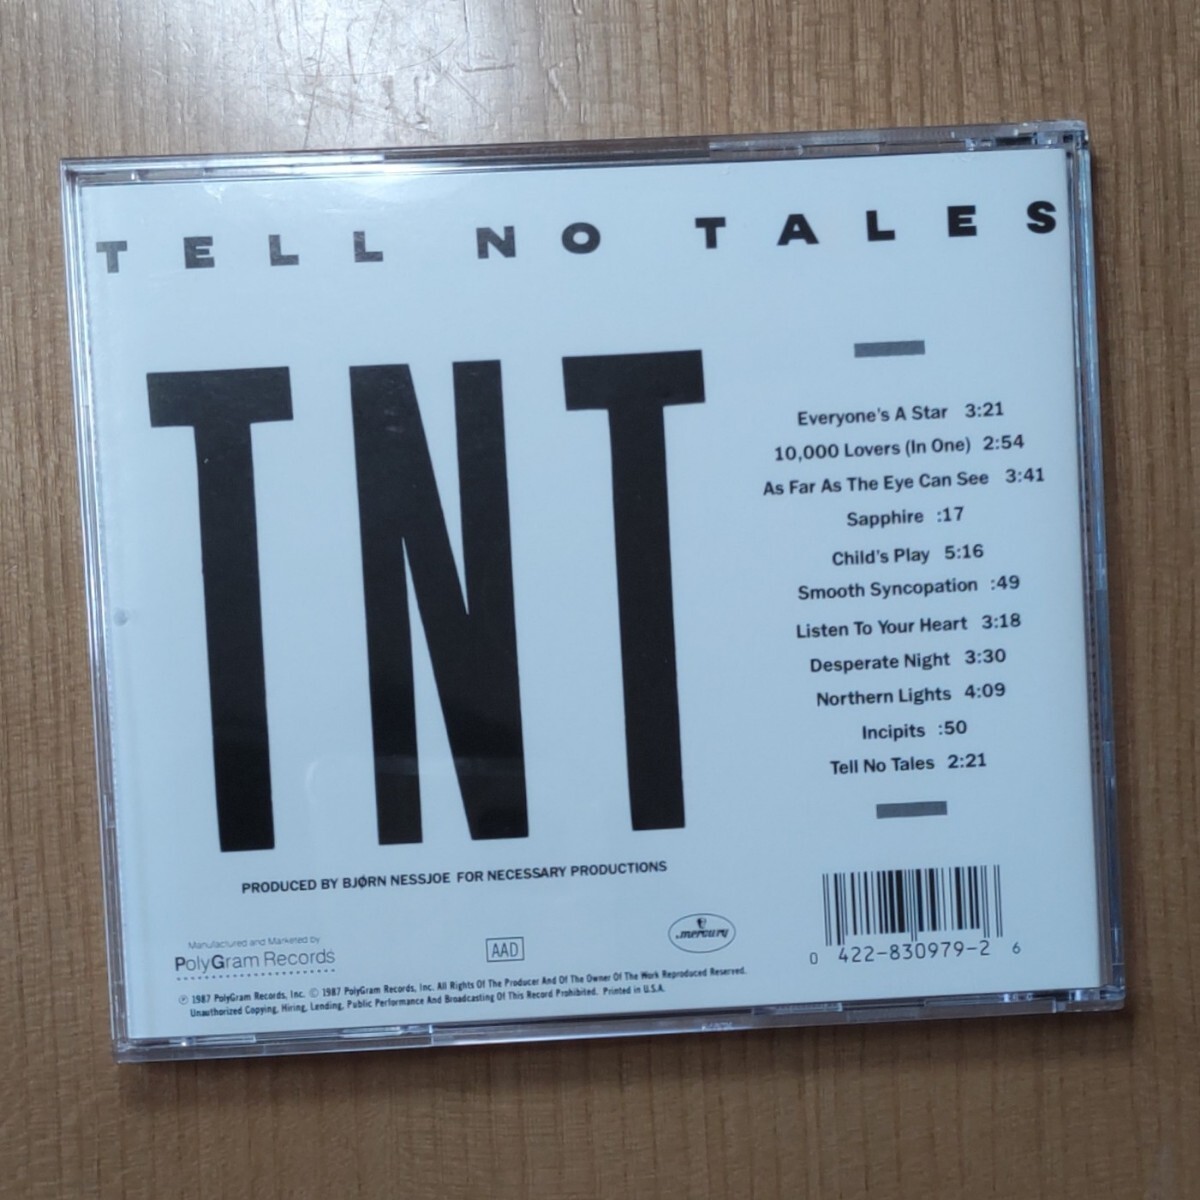 TELL NO TALES
TNT
Everyone's A Star 3:21
10,000 Lovers (In One) 2:54
As Far As The Eye Can See 3:41
Sapphire :17
Child's Play 5:16
Smooth Syncopation :49
Listen To Your Heart 3:18
Desperate Night 3:30
Northern Lights 4:09
Incipits :50
Tell No Tales 2:21
PRODUCED BY BJØRN NESSJOE FOR NECESSARY PRODUCTIONS
Manufactured and Marketed by
PolyGram Records
AAD
mercury
0 422-830979-2 6
℗ 1987 PolyGram Records, Inc. © 1987 PolyGram Records, Inc. All Rights Of The Producer And Of The Owner Of The Work Reproduced Reserved.
Unauthorized Copying, Hiring, Lending, Public Performance And Broadcasting Of This Record Prohibited. Printed in U.S.A.